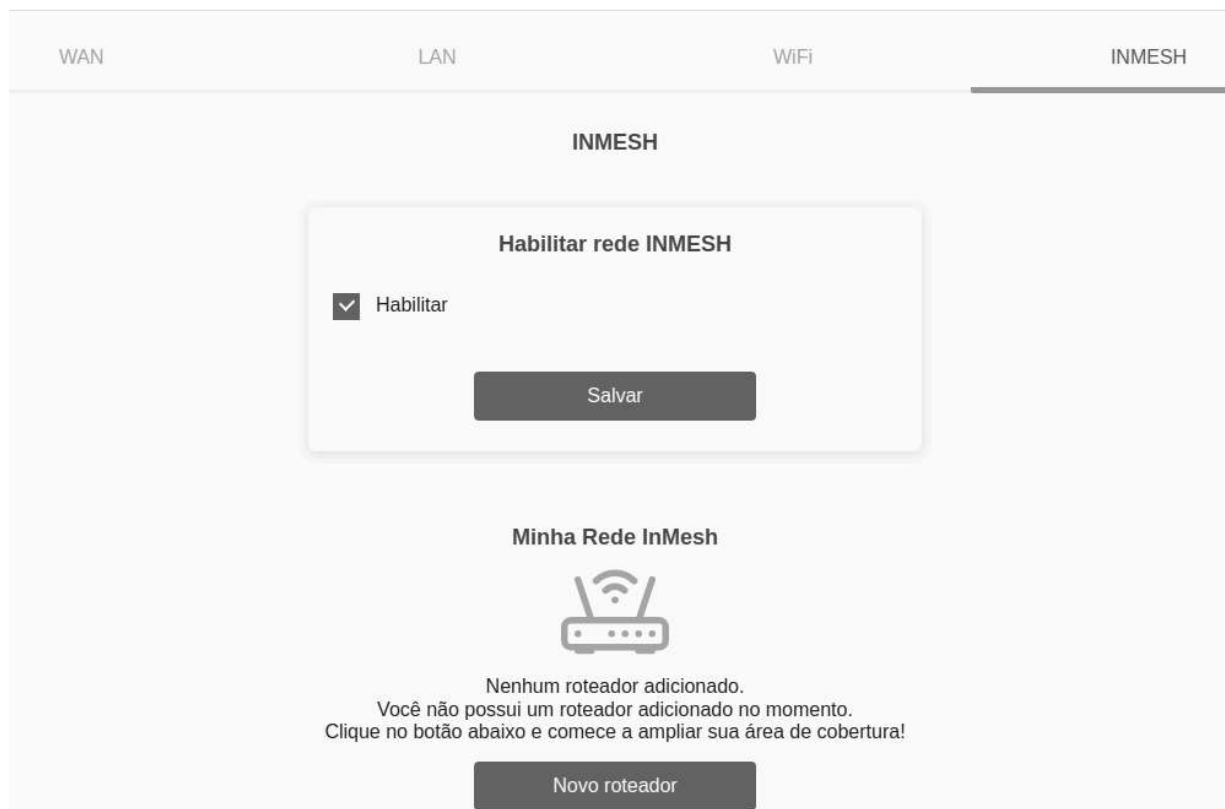 WAN
LAN
WiFi
INMESH
INMESH
Habilitar rede INMESH
Habilitar
Salvar
Minha Rede InMesh
Nenhum roteador adicionado.
Você não possui um roteador adicionado no momento.
Clique no botão abaixo e comece a ampliar sua área de cobertura!
Novo roteador